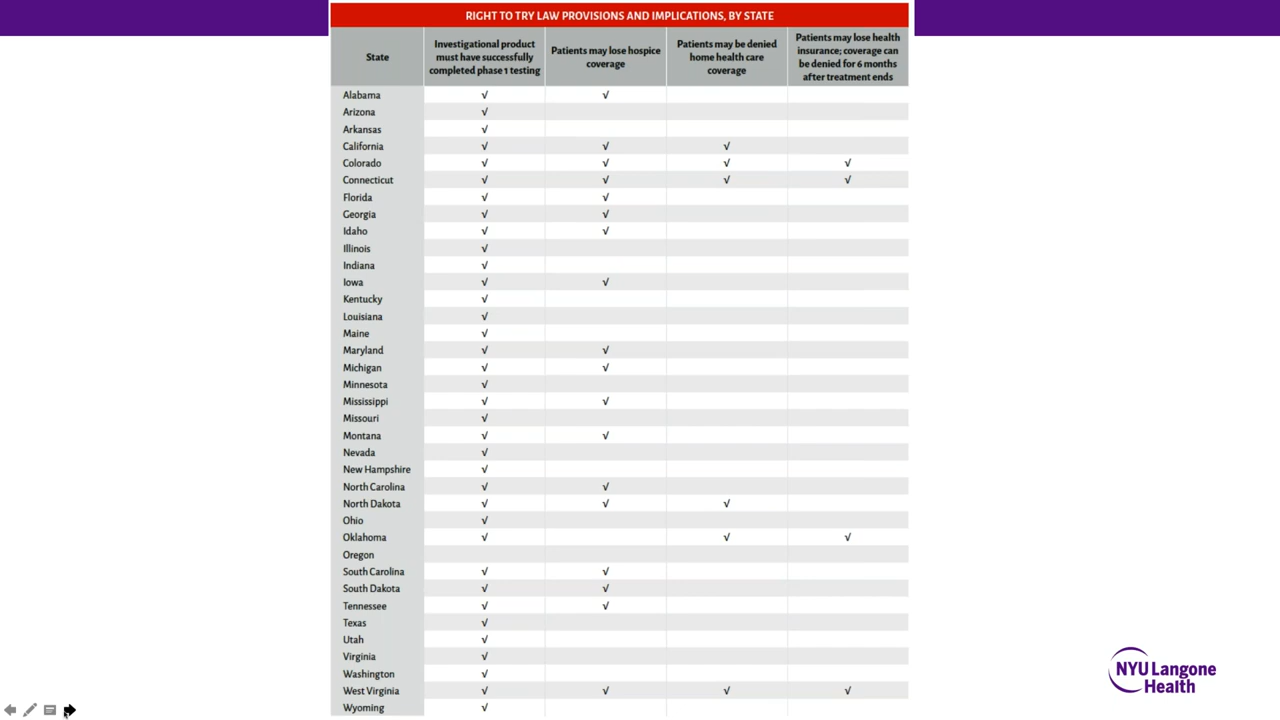 RIGHT TO TRY LAW PROVISIONS AND IMPLICATIONS, BY STATE
State
Investigational product
must have successfully
completed phase 1 testing
Patients may lose hospice
coverage
Patients may be denied
home health care
coverage
Patients may lose health
insurance; coverage can
be denied for 6 months
after treatment ends
Alabama √ √
Arizona √
Arkansas √
California √ √ √
Colorado √ √ √ √
Connecticut √ √ √ √
Florida √ √
Georgia √ √
Idaho √ √
Illinois √
Indiana √
Iowa √ √
Kentucky √
Louisiana √
Maine √
Maryland √ √
Michigan √ √
Minnesota √
Mississippi √ √
Missouri √
Montana √ √
Nevada √
New Hampshire √
North Carolina √ √
North Dakota √ √ √
Ohio √
Oklahoma √ √ √
Oregon
South Carolina √ √
South Dakota √ √
Tennessee √ √
Texas √
Utah √
Virginia √
Washington √
West Virginia √ √ √ √
Wyoming √
NYU Langone
Health